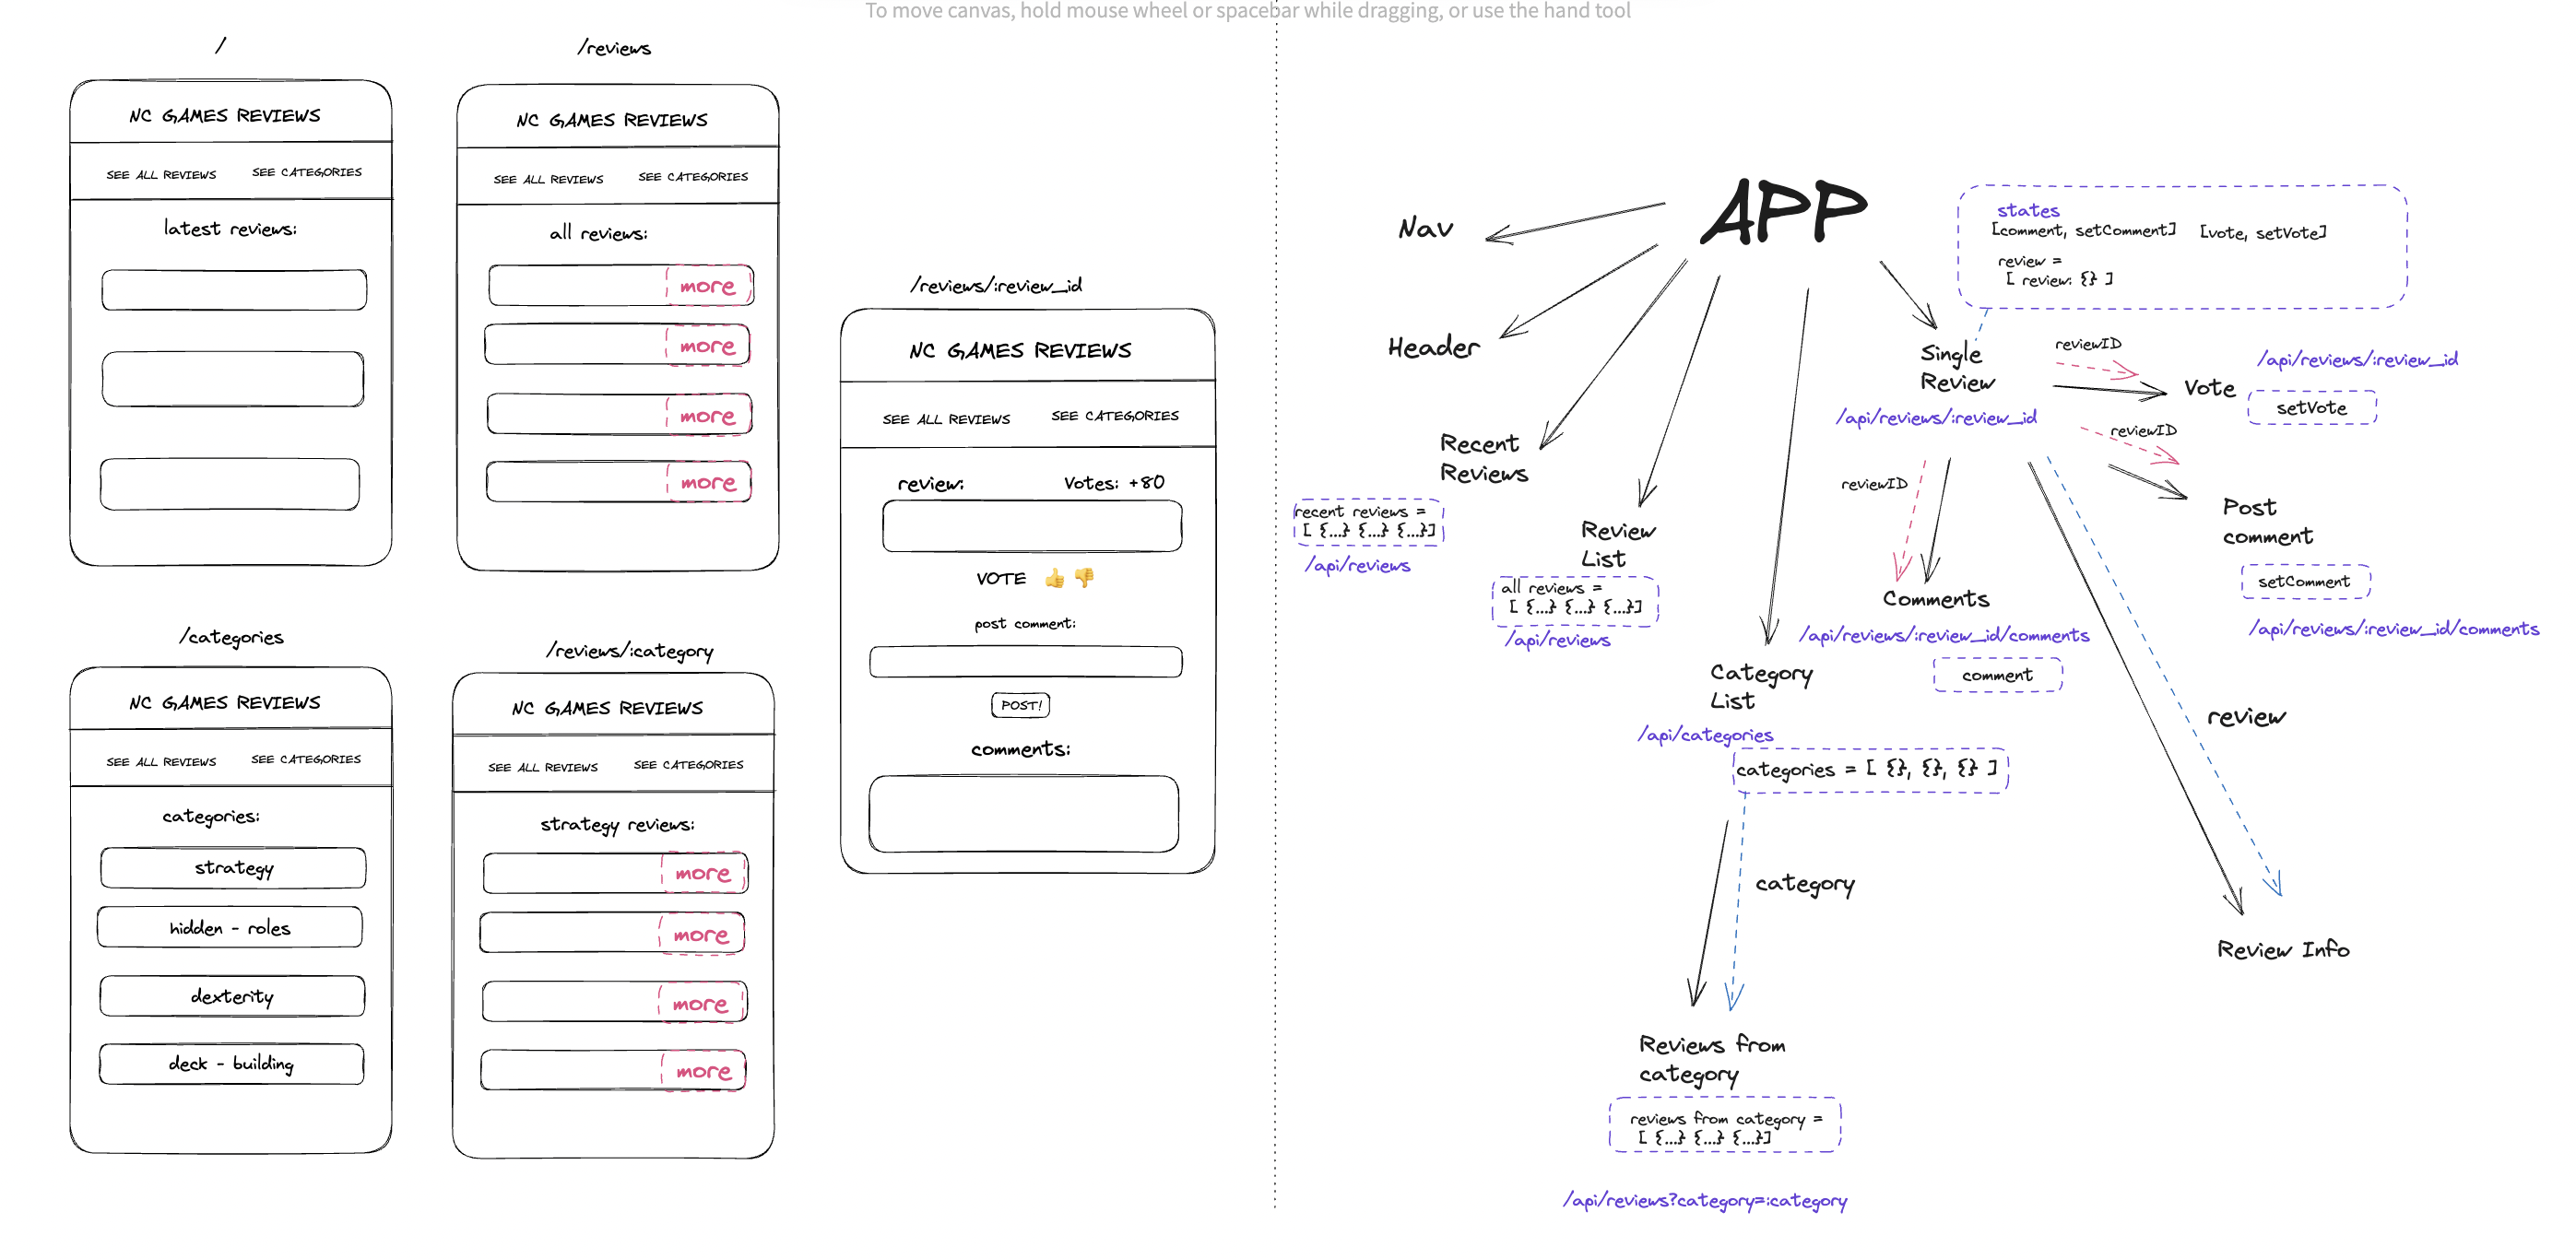 To move canvas, hold mouse wheel or spacebar while dragging, or use the hand tool
/
NC GAMES REVIEWS
SEE ALL REVIEWS
SEE CATEGORIES
latest reviews:
/reviews
NC GAMES REVIEWS
SEE ALL REVIEWS
SEE CATEGORIES
all reviews:
more
more
more
more
/categories
NC GAMES REVIEWS
SEE ALL REVIEWS
SEE CATEGORIES
categories:
strategy
hidden - roles
dexterity
deck - building
/reviews/:category
NC GAMES REVIEWS
SEE ALL REVIEWS
SEE CATEGORIES
strategy reviews:
more
more
more
more
/reviews/:review_id
NC GAMES REVIEWS
SEE ALL REVIEWS
SEE CATEGORIES
review:
Votes: +80
VOTE 👍 👎
post comment:
POST!
comments:
APP
Nav
Header
Recent
Reviews
recent reviews =
[ {...} {...} {...}]
/api/reviews
Review
List
all reviews =
[ {...} {...} {...}]
/api/reviews
Category
List
/api/categories
categories = [ {}, {}, {} ]
category
Reviews from
category
reviews from category =
[ {...} {...} {...}]
/api/reviews?category=:category
states
[comment, setComment]
[vote, setVote]
review =
[ review: {} ]
Single
Review
/api/reviews/:review_id
reviewID
Vote
/api/reviews/:review_id
setVote
reviewID
Post
comment
setComment
/api/reviews/:review_id/comments
reviewID
Comments
/api/reviews/:review_id/comments
comment
review
Review Info